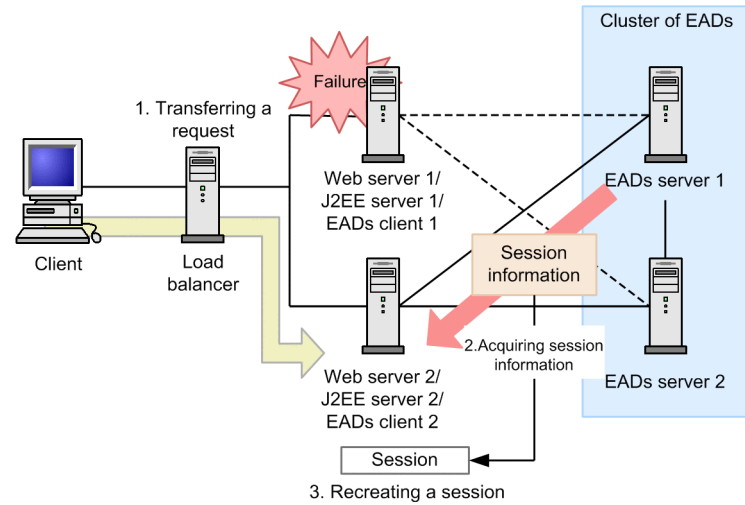 Cluster of EADs
Failure
1. Transferring a
request
Web server 1/
J2EE server 1/
EADs client 1
EADs server 1
Client
Load
balancer
Session
information
2.Acquiring session
information
Web server 2/
J2EE server 2/
EADs client 2
EADs server 2
Session
3. Recreating a session